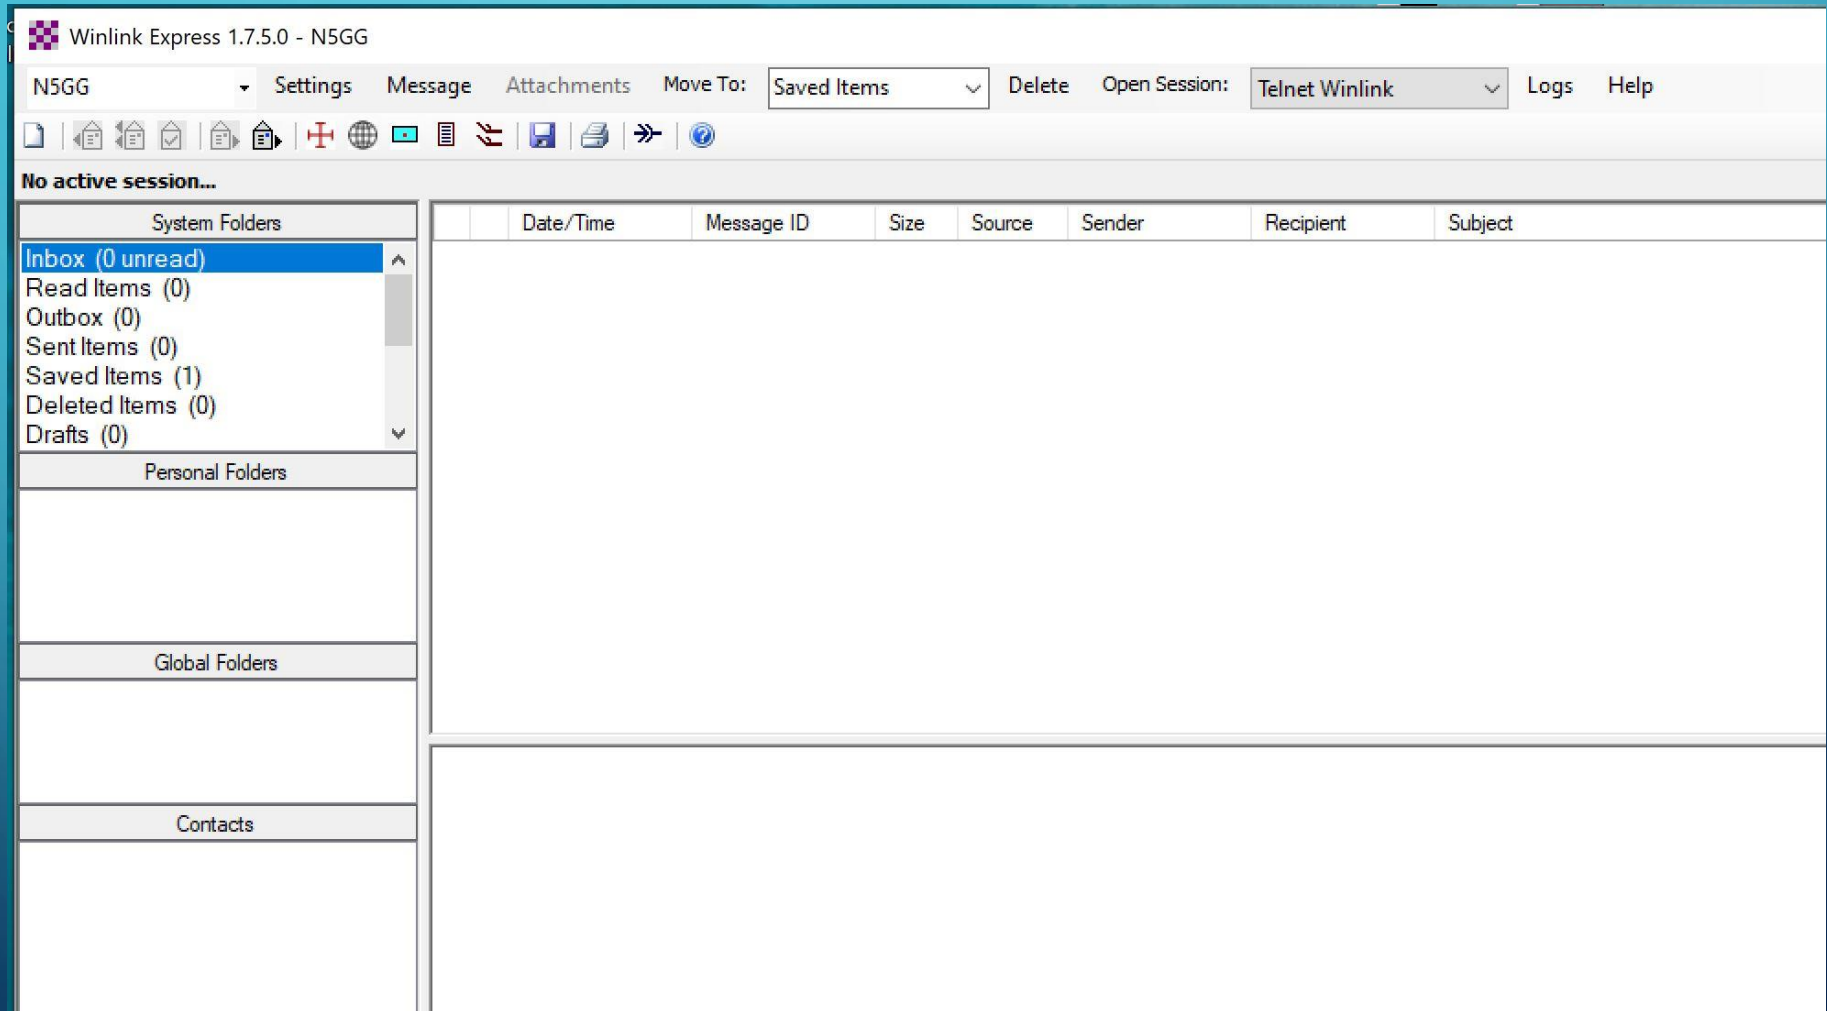 Winlink Express 1.7.5.0 - N5GG
N5GG Settings Message Attachments Move To: Saved Items Delete Open Session: Telnet Winlink Logs Help
No active session...
System Folders
Inbox (0 unread)
Read Items (0)
Outbox (0)
Sent Items (0)
Saved Items (1)
Deleted Items (0)
Drafts (0)
Personal Folders
Global Folders
Contacts
Date/Time Message ID Size Source Sender Recipient Subject